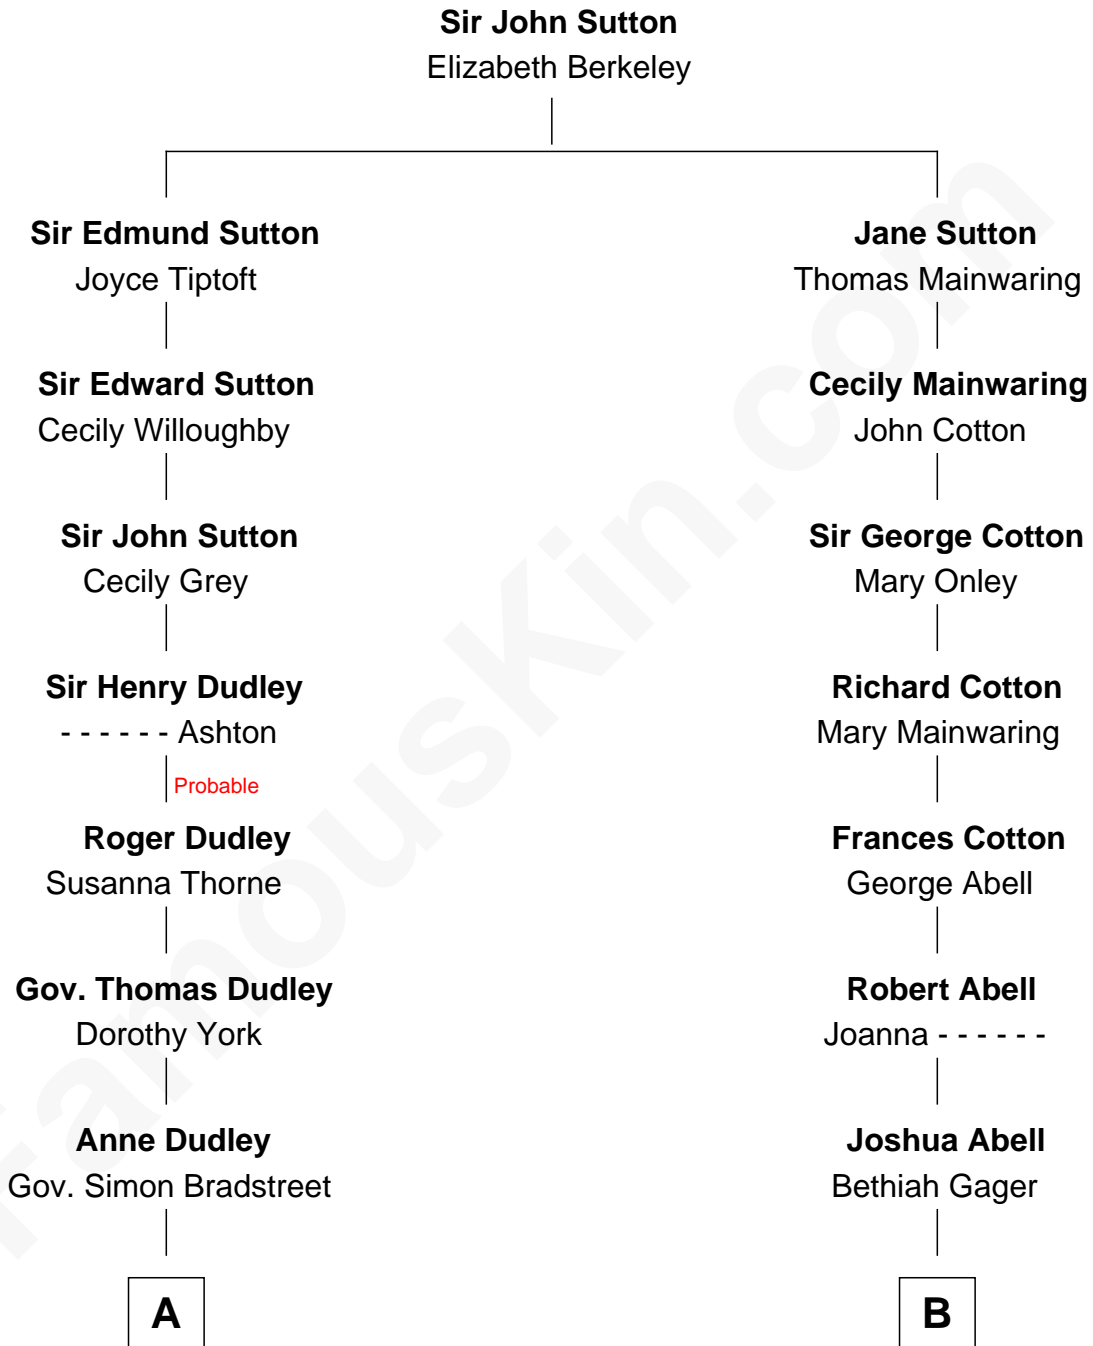 Sir John Sutton
Elizabeth Berkeley
Sir Edmund Sutton
Joyce Tiptoft
Sir Edward Sutton
Cecily Willoughby
Sir John Sutton
Cecily Grey
Sir Henry Dudley
- - - - - - Ashton
Probable
Roger Dudley
Susanna Thorne
Gov. Thomas Dudley
Dorothy York
Anne Dudley
Gov. Simon Bradstreet
A
Jane Sutton
Thomas Mainwaring
Cecily Mainwaring
John Cotton
Sir George Cotton
Mary Onley
Richard Cotton
Mary Mainwaring
Frances Cotton
George Abell
Robert Abell
Joanna - - - - - -
Joshua Abell
Bethiah Gager
B
FamousKin.com